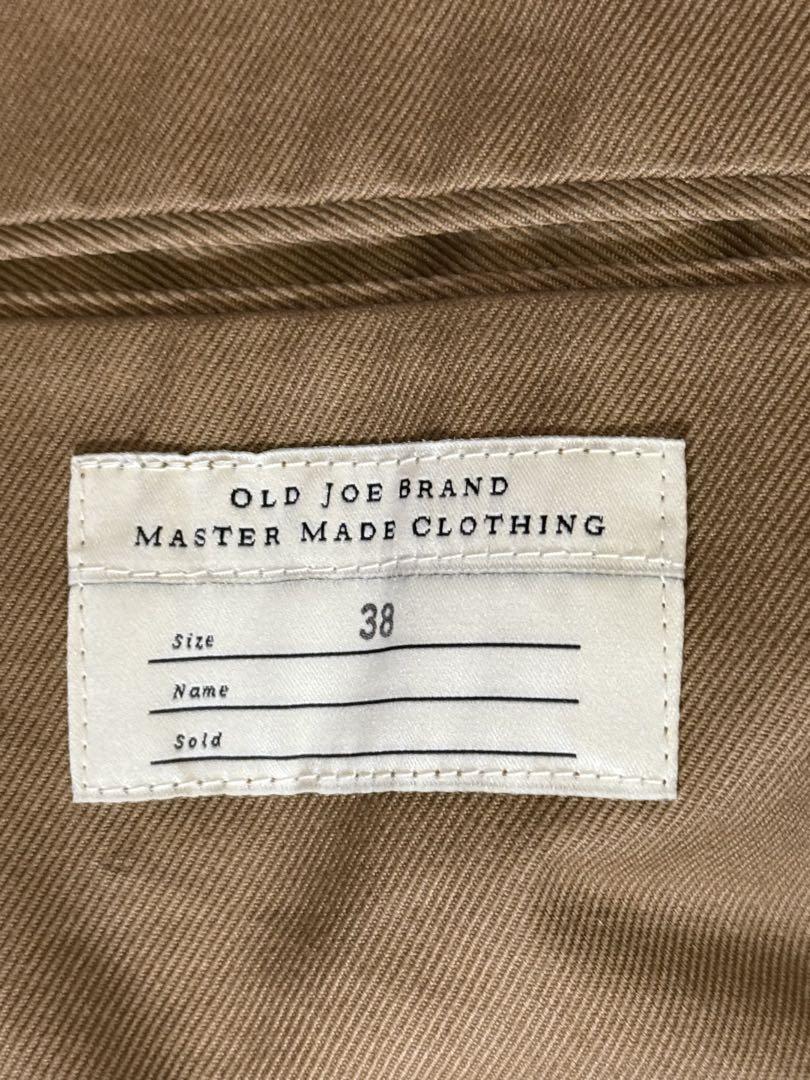 OLD JOE BRAND
MASTER MADE CLOTHING
Size 38
Name
Sold